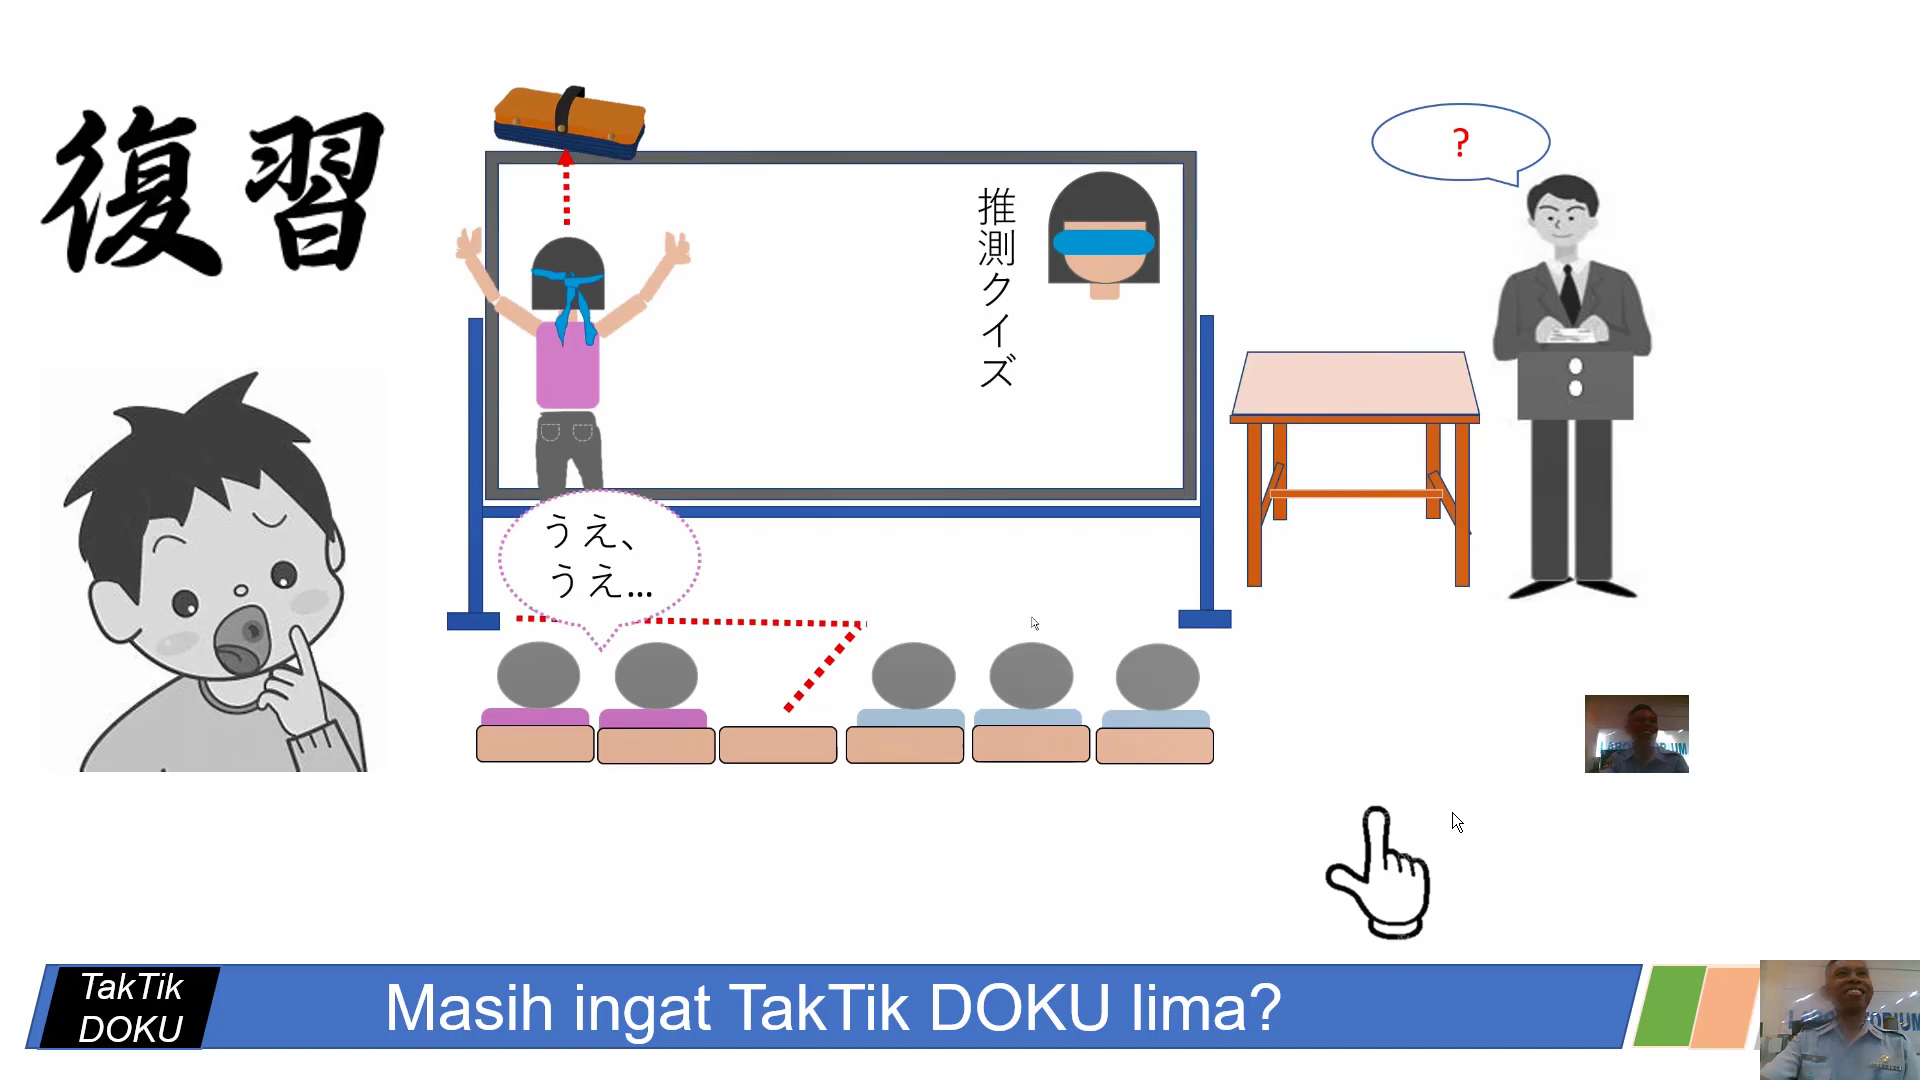 復習
?
推測クイズ
うえ、
うえ...
TakTik
DOKU
Masih ingat TakTik DOKU lima?